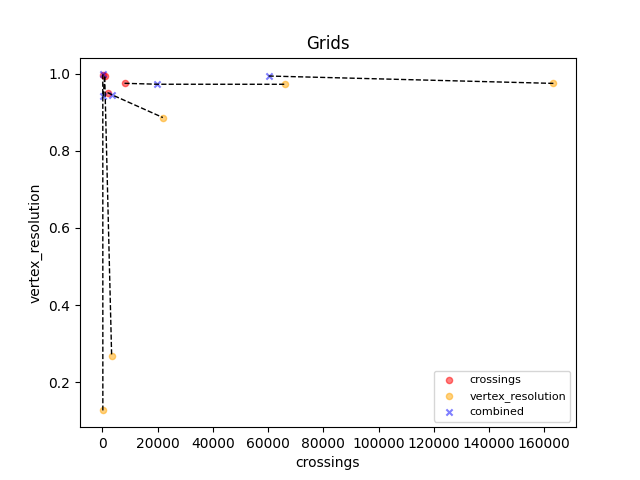 Grids
1.0
0.8
0.6
0.4
0.2
vertex_resolution
0 20000 40000 60000 80000 100000 120000 140000 160000
crossings
crossings
vertex_resolution
combined